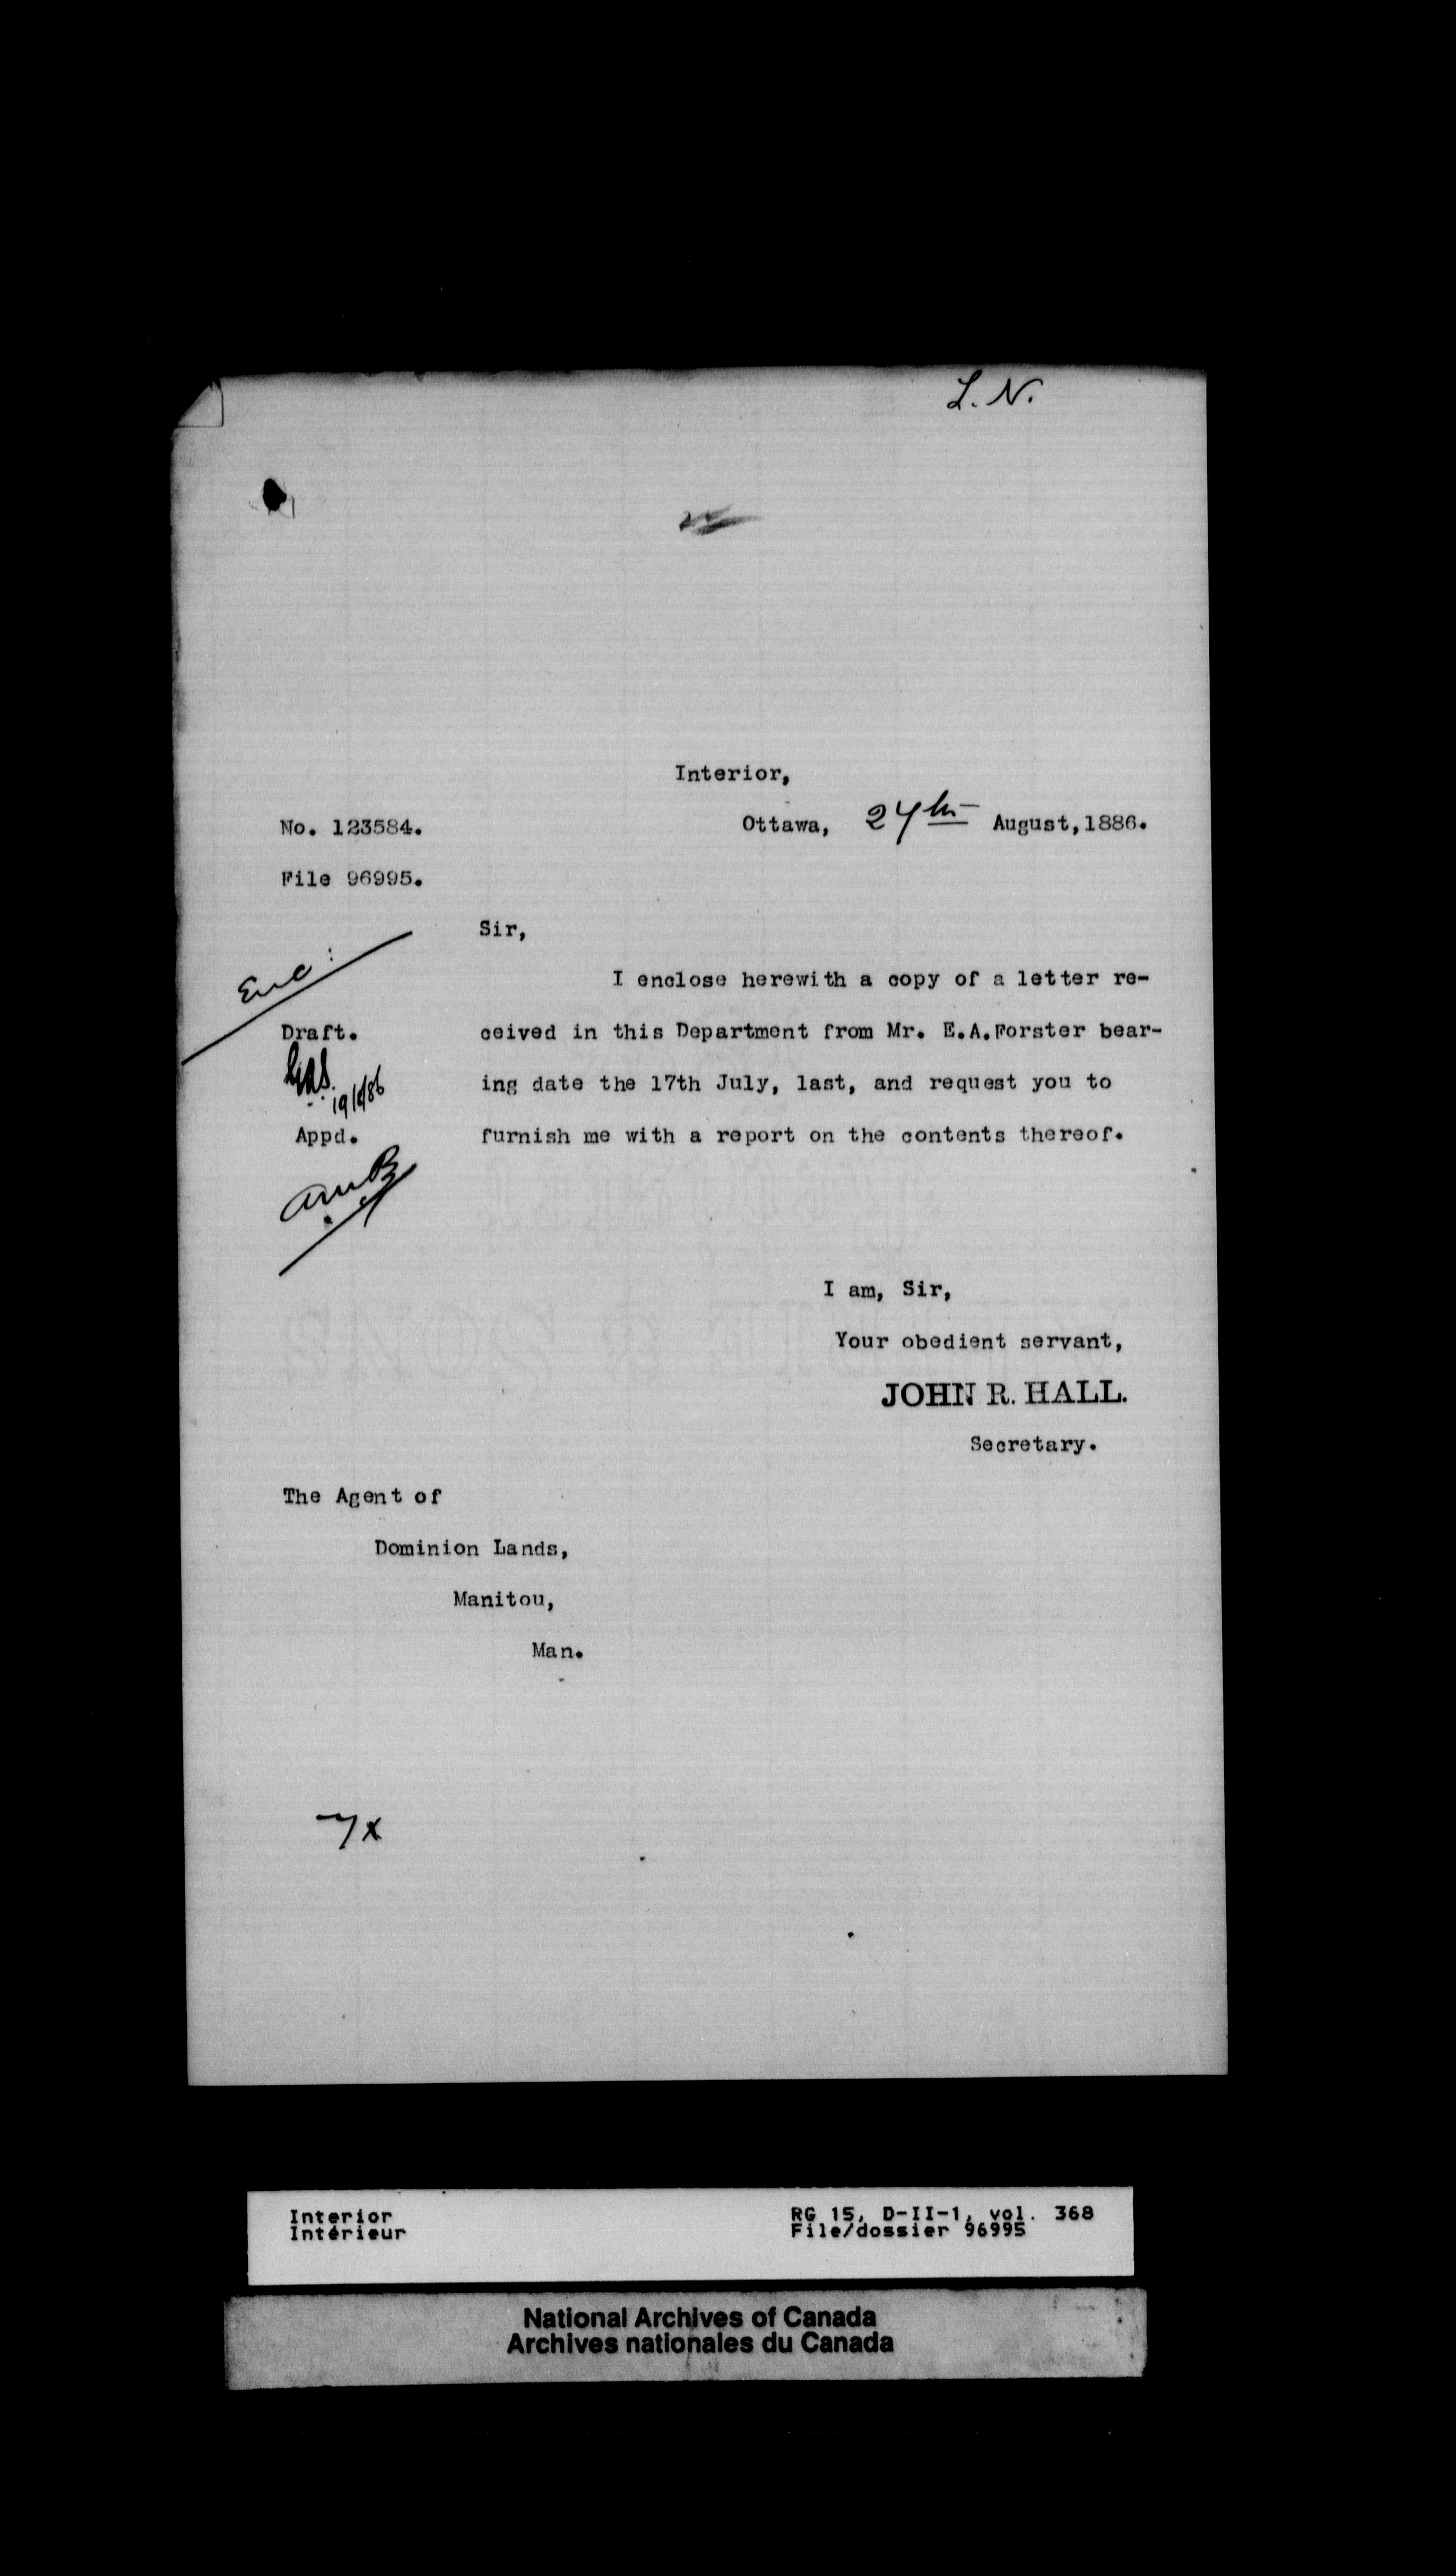 L. N.
Interior,
No. 123584. Ottawa, 24th August, 1886.
File 96995.
Sir,
Enc:
I enclose herewith a copy of a letter re-
Draft. ceived in this Department from Mr. E.A.Forster bear-
ing date the 17th July, last, and request you to
Appd. furnish me with a report on the contents thereof.
I am, Sir,
Your obedient servant,
JOHN R. HALL.
Secretary.
The Agent of
Dominion Lands,
Manitou,
Man.
Interior
Intérieur
RG 15, D-II-1, vol. 368
File/dossier 96995
National Archives of Canada
Archives nationales du Canada